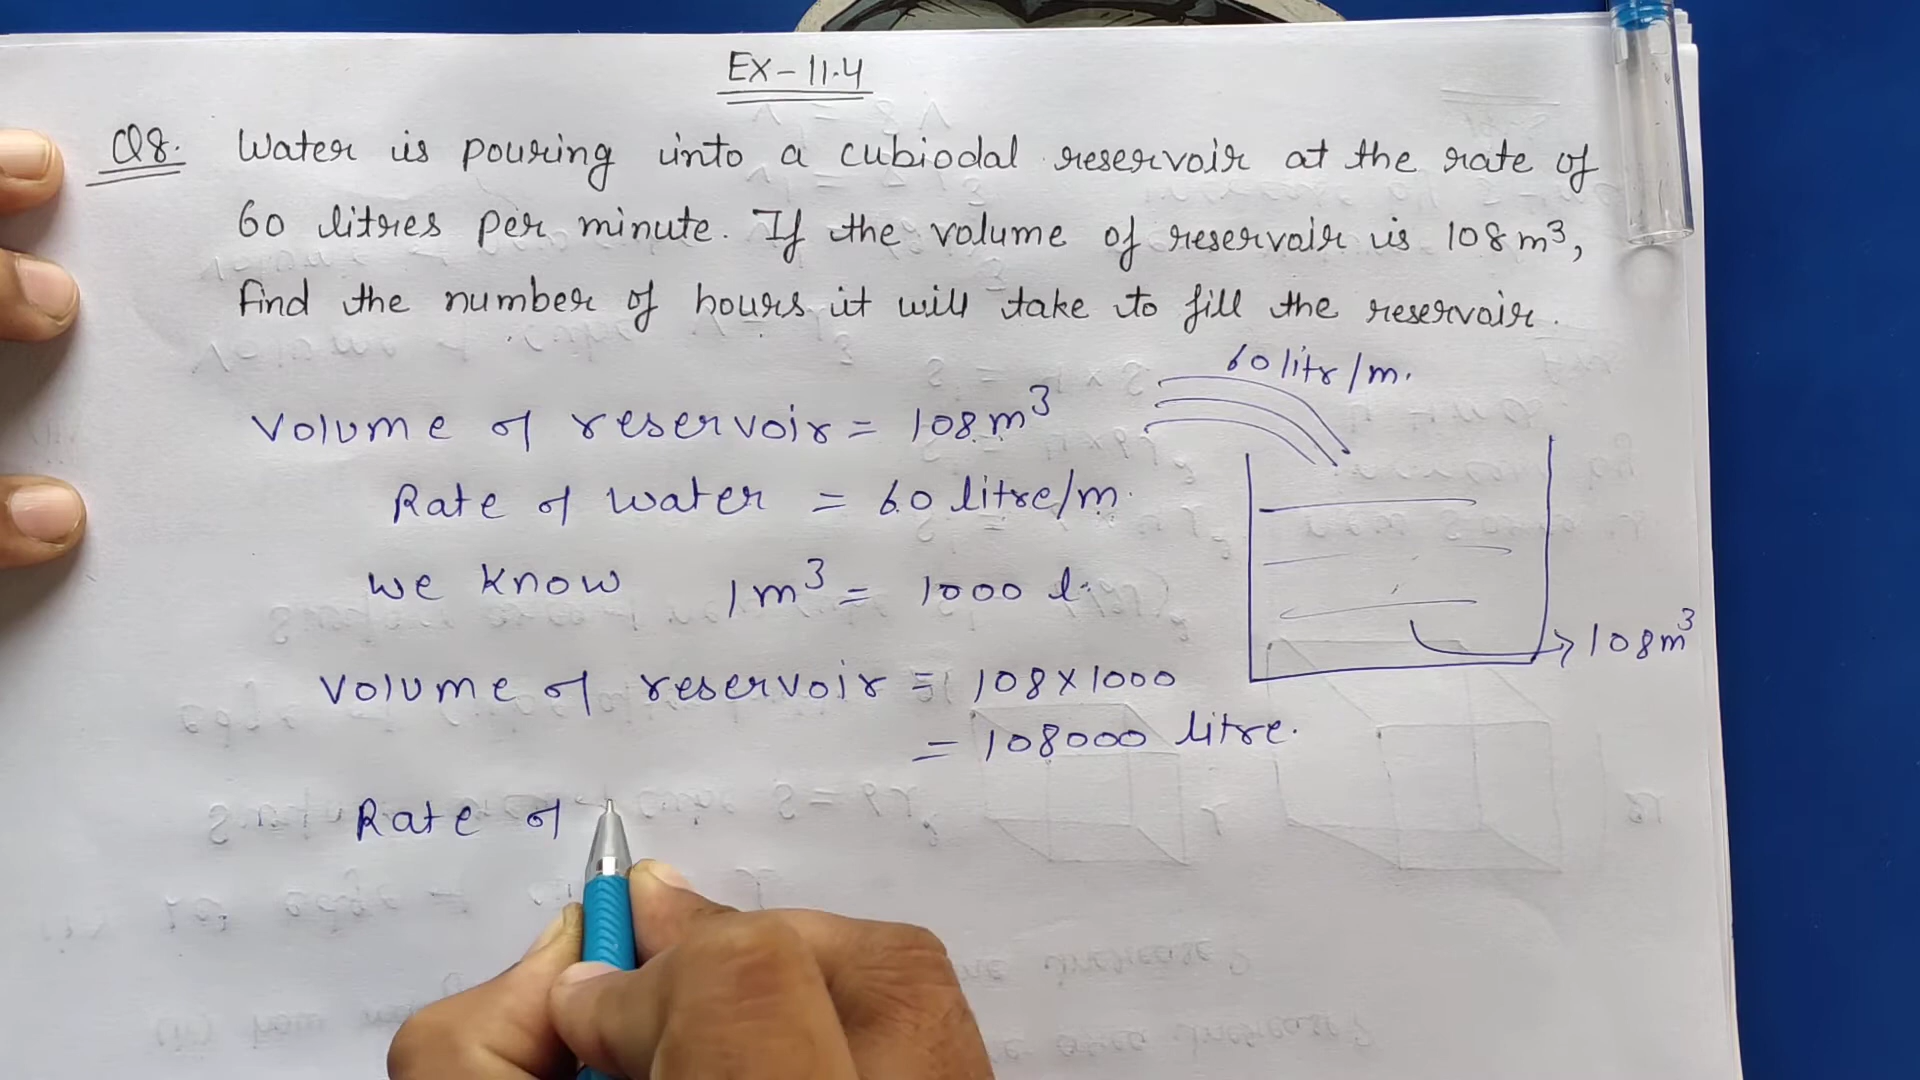 Ex-11.4
Q8. Water is pouring into a cubiodal reservoir at the rate of
60 litres per minute. If the volume of reservoir is 108 m³,
find the number of hours it will take to fill the reservoir.
60 litr/m.
Volume of reservoir = 108 m³
Rate of water = 60 litre/m.
we know 1 m³ = 1000 l.
108 m³
Volume of reservoir = 108 x 1000
= 108000 litre.
Rate of